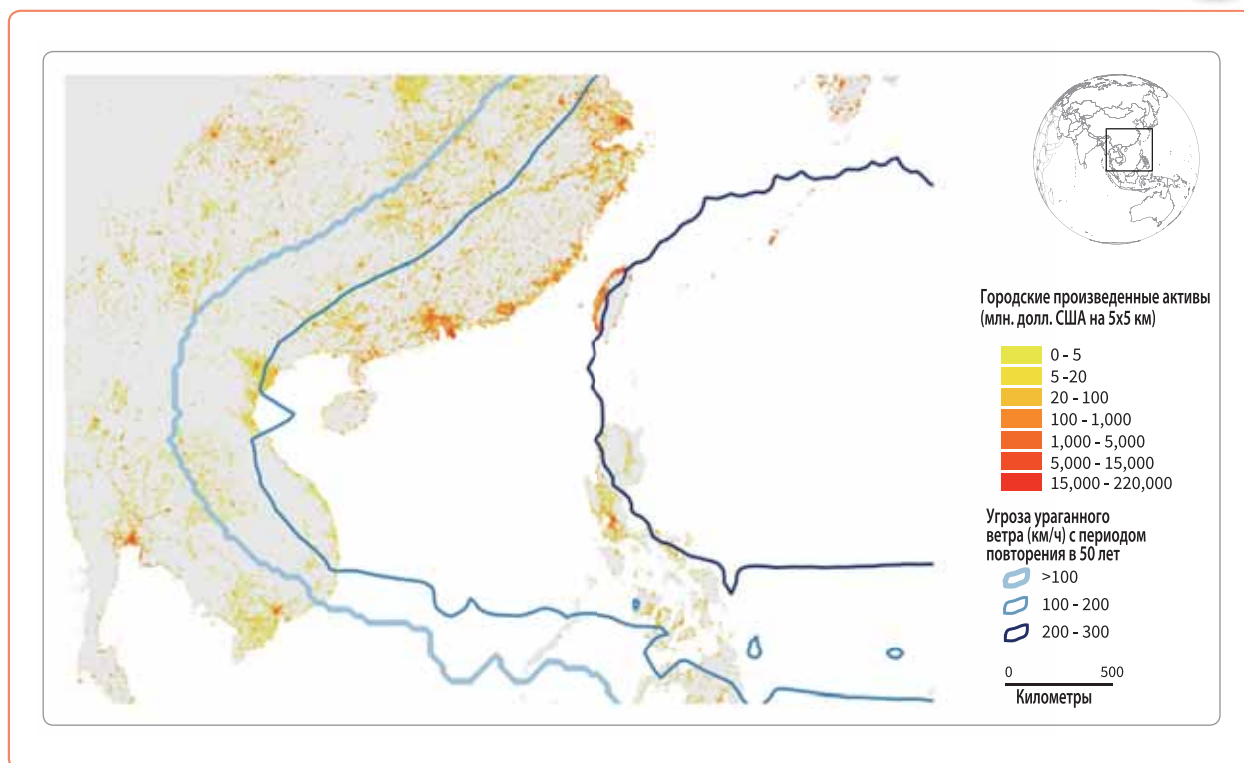 Городские произведенные активы
(млн. долл. США на 5x5 км)
0 - 5
5 -20
20 - 100
100 - 1,000
1,000 - 5,000
5,000 - 15,000
15,000 - 220,000
Угроза ураганного
ветра (км/ч) с периодом
повторения в 50 лет
>100
100 - 200
200 - 300
0 500
Километры